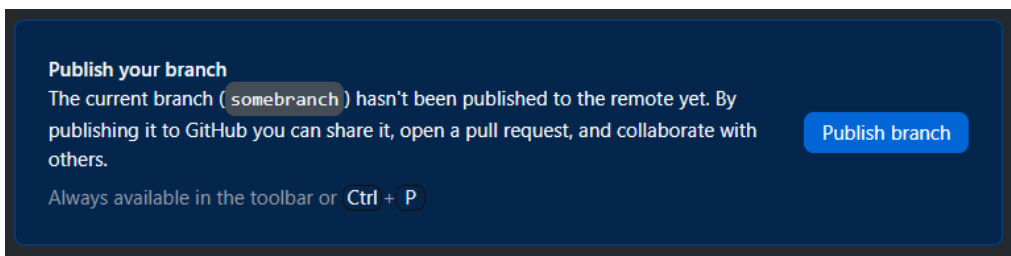 Publish your branch
The current branch (somebranch) hasn't been published to the remote yet. By
publishing it to GitHub you can share it, open a pull request, and collaborate with
others.
Publish branch
Always available in the toolbar or Ctrl + P